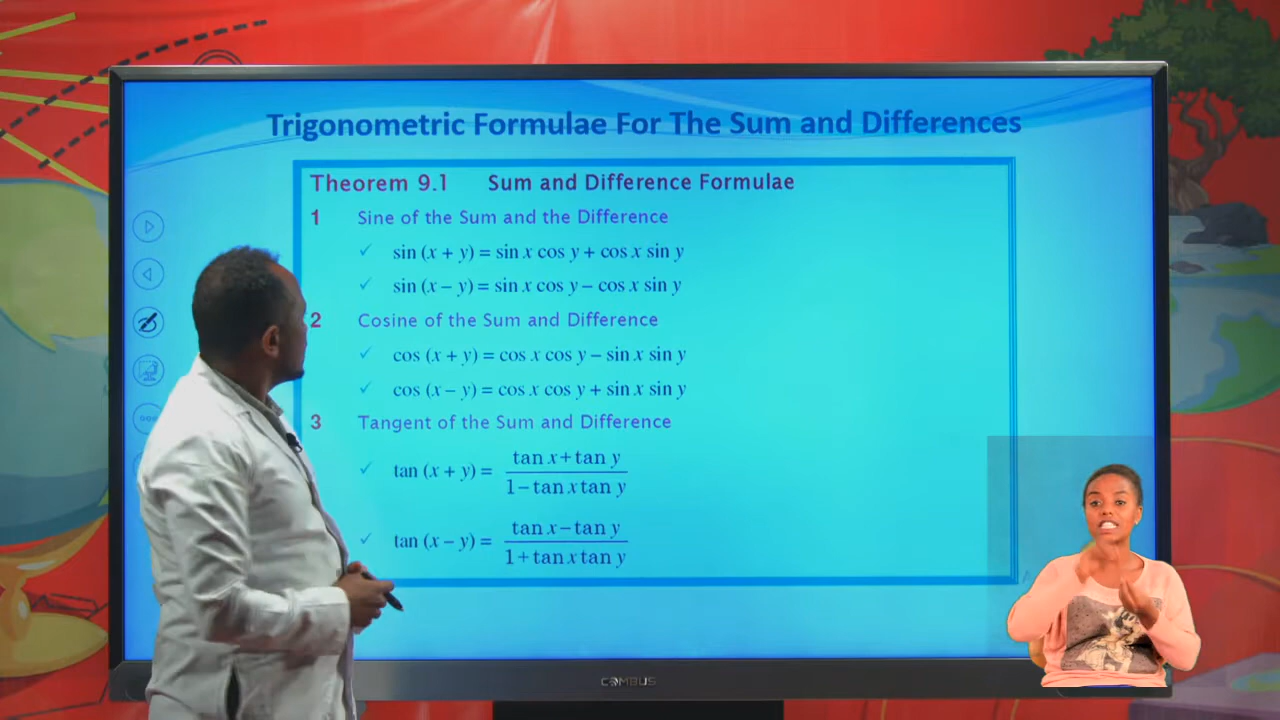 Trigonometric Formulae For The Sum and Differences
Theorem 9.1 Sum and Difference Formulae
1 Sine of the Sum and the Difference
✓ sin (x + y) = sin x cos y + cos x sin y
✓ sin (x − y) = sin x cos y − cos x sin y
2 Cosine of the Sum and Difference
✓ cos (x + y) = cos x cos y − sin x sin y
✓ cos (x − y) = cos x cos y + sin x sin y
3 Tangent of the Sum and Difference
✓ tan (x + y) = (tan x + tan y) / (1 − tan x tan y)
✓ tan (x − y) = (tan x − tan y) / (1 + tan x tan y)
COMBUS